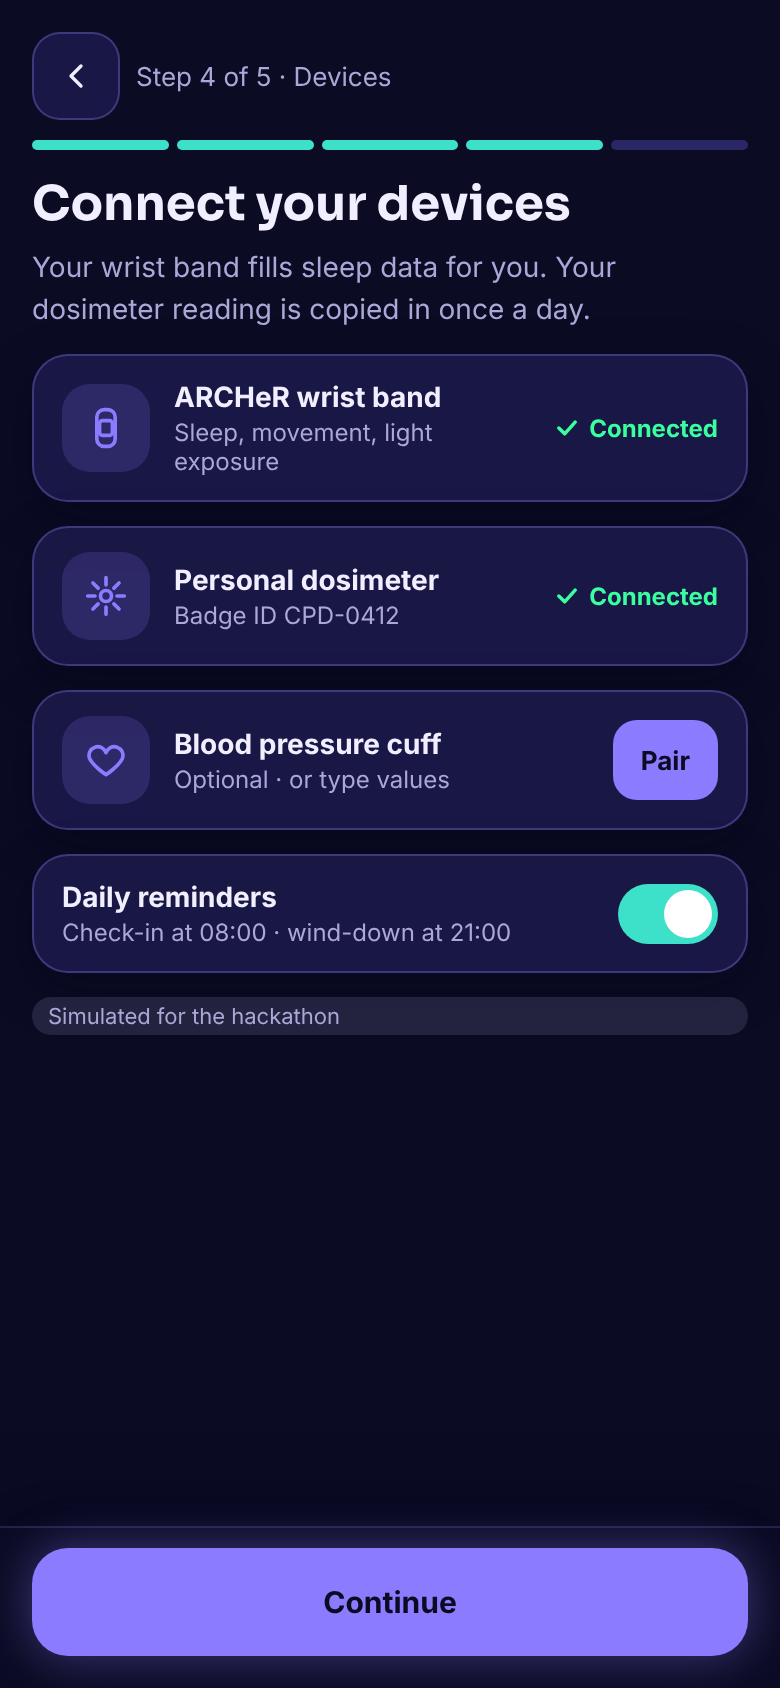 Step 4 of 5 · Devices
Connect your devices
Your wrist band fills sleep data for you. Your
dosimeter reading is copied in once a day.
ARCHeR wrist band
Sleep, movement, light
exposure
Connected
Personal dosimeter
Badge ID CPD-0412
Connected
Blood pressure cuff
Optional · or type values
Pair
Daily reminders
Check-in at 08:00 · wind-down at 21:00
Simulated for the hackathon
Continue